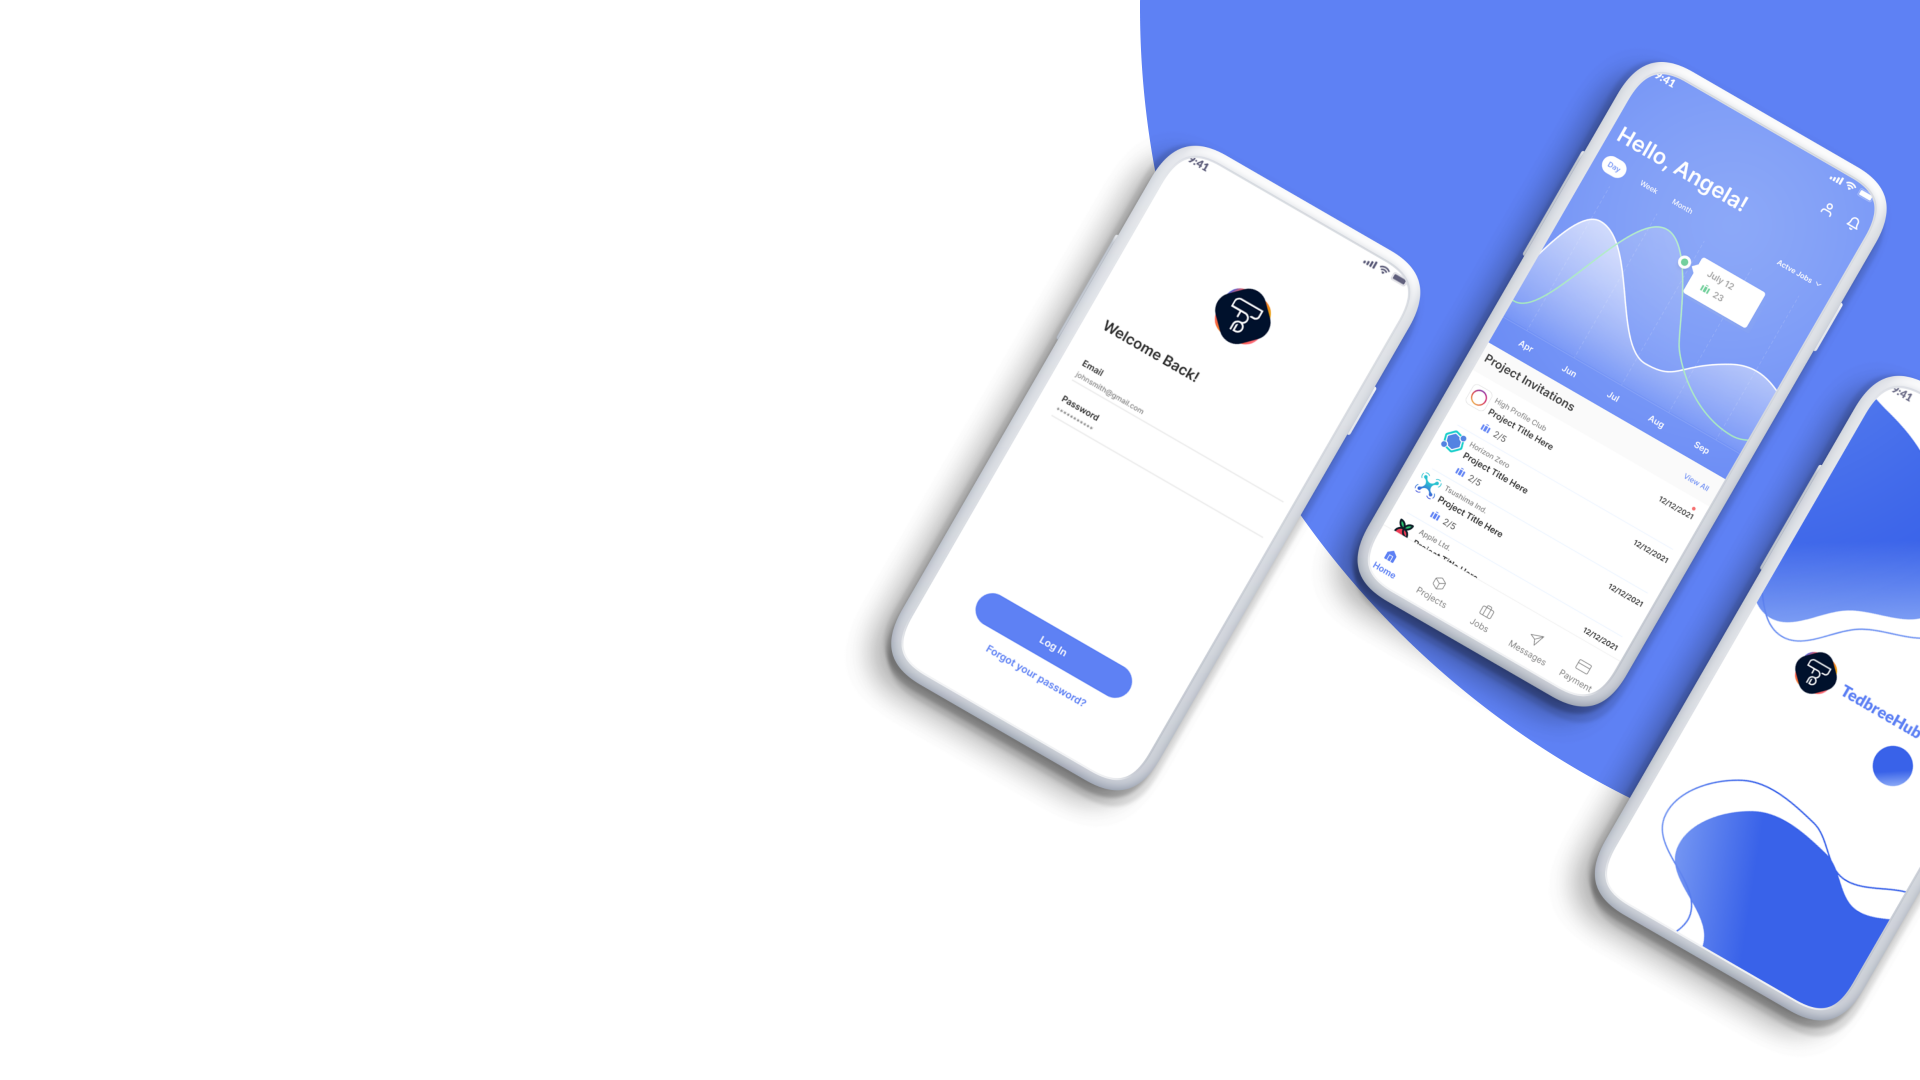 9:41
Welcome Back!
Email
johnsmith@gmail.com
Password
Log In
Forgot your password?
9:41
Hello, Angela!
Day
Week
Month
Actve Jobs
July 12
23
Apr
Jun
Jul
Aug
Sep
Project Invitations
View All
High Profile Club
Project Title Here
2/5
12/12/2021
Horizon Zero
Project Title Here
2/5
12/12/2021
Tsushima Ind.
Project Title Here
2/5
12/12/2021
Apple Ltd.
Project Title Here
12/12/2021
Home
Projects
Jobs
Messages
Payment
9:41
TedbreeHub